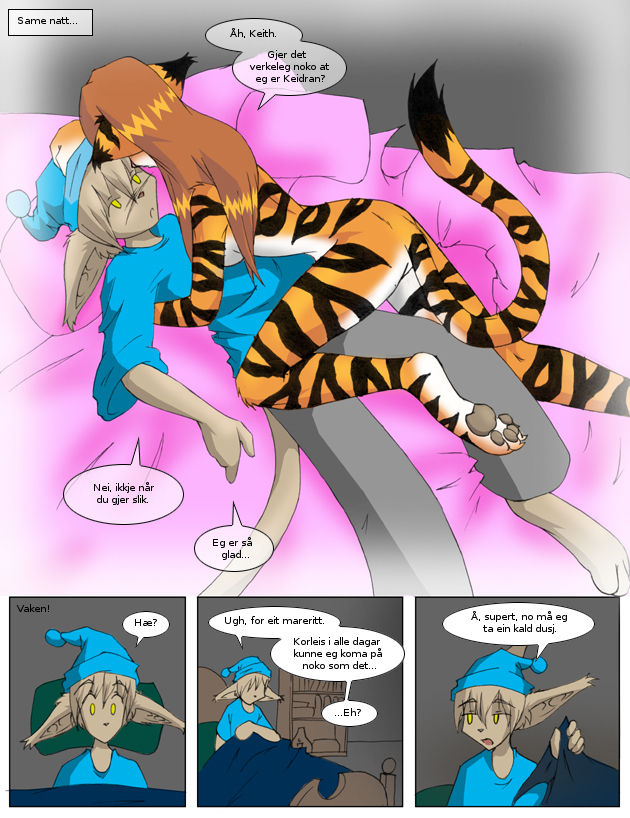 Same natt...
Åh, Keith.
Gjer det
verkeleg noko at
eg er Keidran?
Nei, ikkje når
du gjer slik.
Eg er så
glad...
Vaken!
Hæ?
Ugh, for eit mareritt.
Korleis i alle dagar
kunne eg koma på
noko som det...
...Eh?
Å, supert, no må eg
ta ein kald dusj.